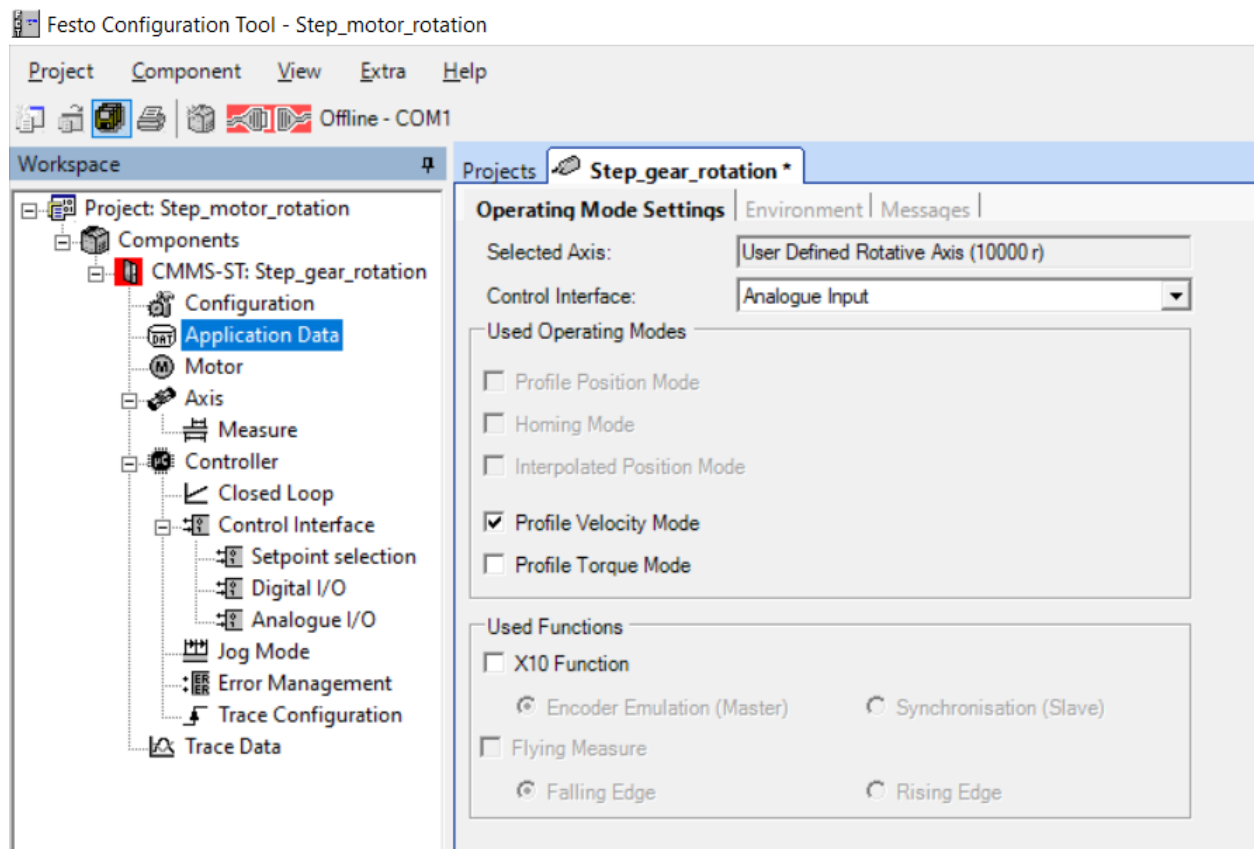 Festo Configuration Tool - Step_motor_rotation
Project Component View Extra Help
Offline - COM1
Workspace
Projects Step_gear_rotation *
Project: Step_motor_rotation
Components
CMMS-ST: Step_gear_rotation
Configuration
Application Data
Motor
Axis
Measure
Controller
Closed Loop
Control Interface
Setpoint selection
Digital I/O
Analogue I/O
Jog Mode
Error Management
Trace Configuration
Trace Data
Operating Mode Settings Environment Messages
Selected Axis: User Defined Rotative Axis (10000 r)
Control Interface: Analogue Input
Used Operating Modes
Profile Position Mode
Homing Mode
Interpolated Position Mode
Profile Velocity Mode
Profile Torque Mode
Used Functions
X10 Function
Encoder Emulation (Master) Synchronisation (Slave)
Flying Measure
Falling Edge Rising Edge